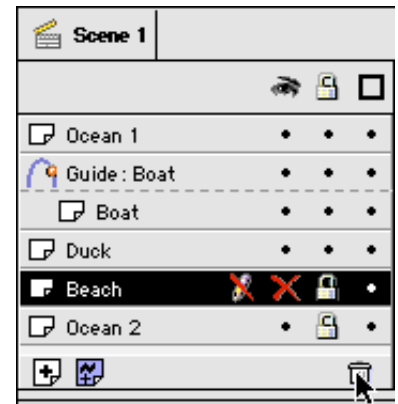 Scene 1
Ocean 1
Guide: Boat
Boat
Duck
Beach
Ocean 2